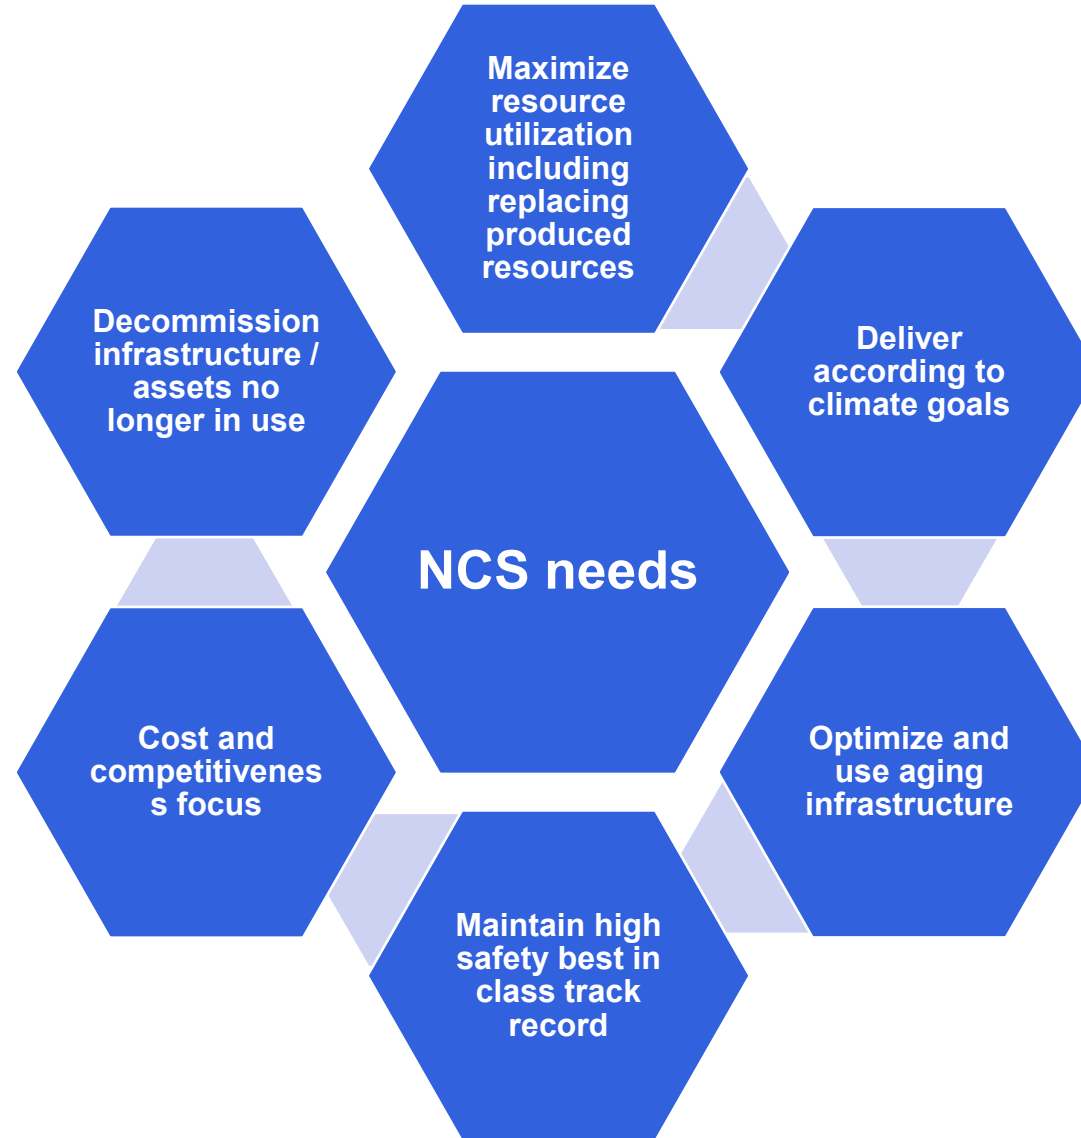 Maximize
resource
utilization
including
replacing
produced
resources
Deliver
according to
climate goals
Optimize and
use aging
infrastructure
Maintain high
safety best in
class track
record
Cost and
competitivenes
s focus
Decommission
infrastructure /
assets no
longer in use
NCS needs